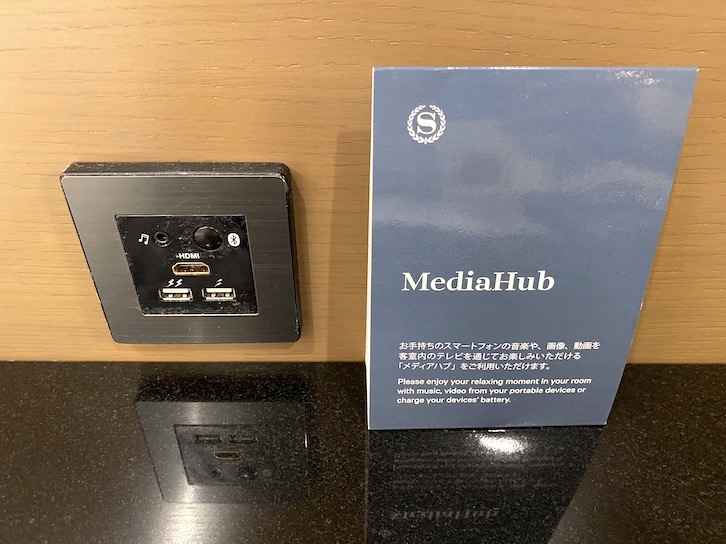 HDMI
S
MediaHub
お手持ちのスマートフォンの音楽や、画像、動画を
客室内のテレビを通じてお楽しみいただける
「メディアハブ」をご利用いただけます。
Please enjoy your relaxing moment in your room
with music, video from your portable devices or
charge your devices' battery.